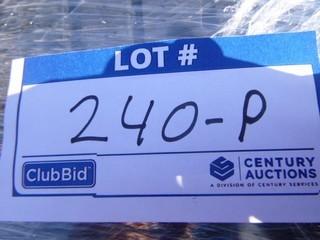 LOT #
240-P
ClubBid
CENTURY
AUCTIONS
A DIVISION OF CENTURY SERVICES